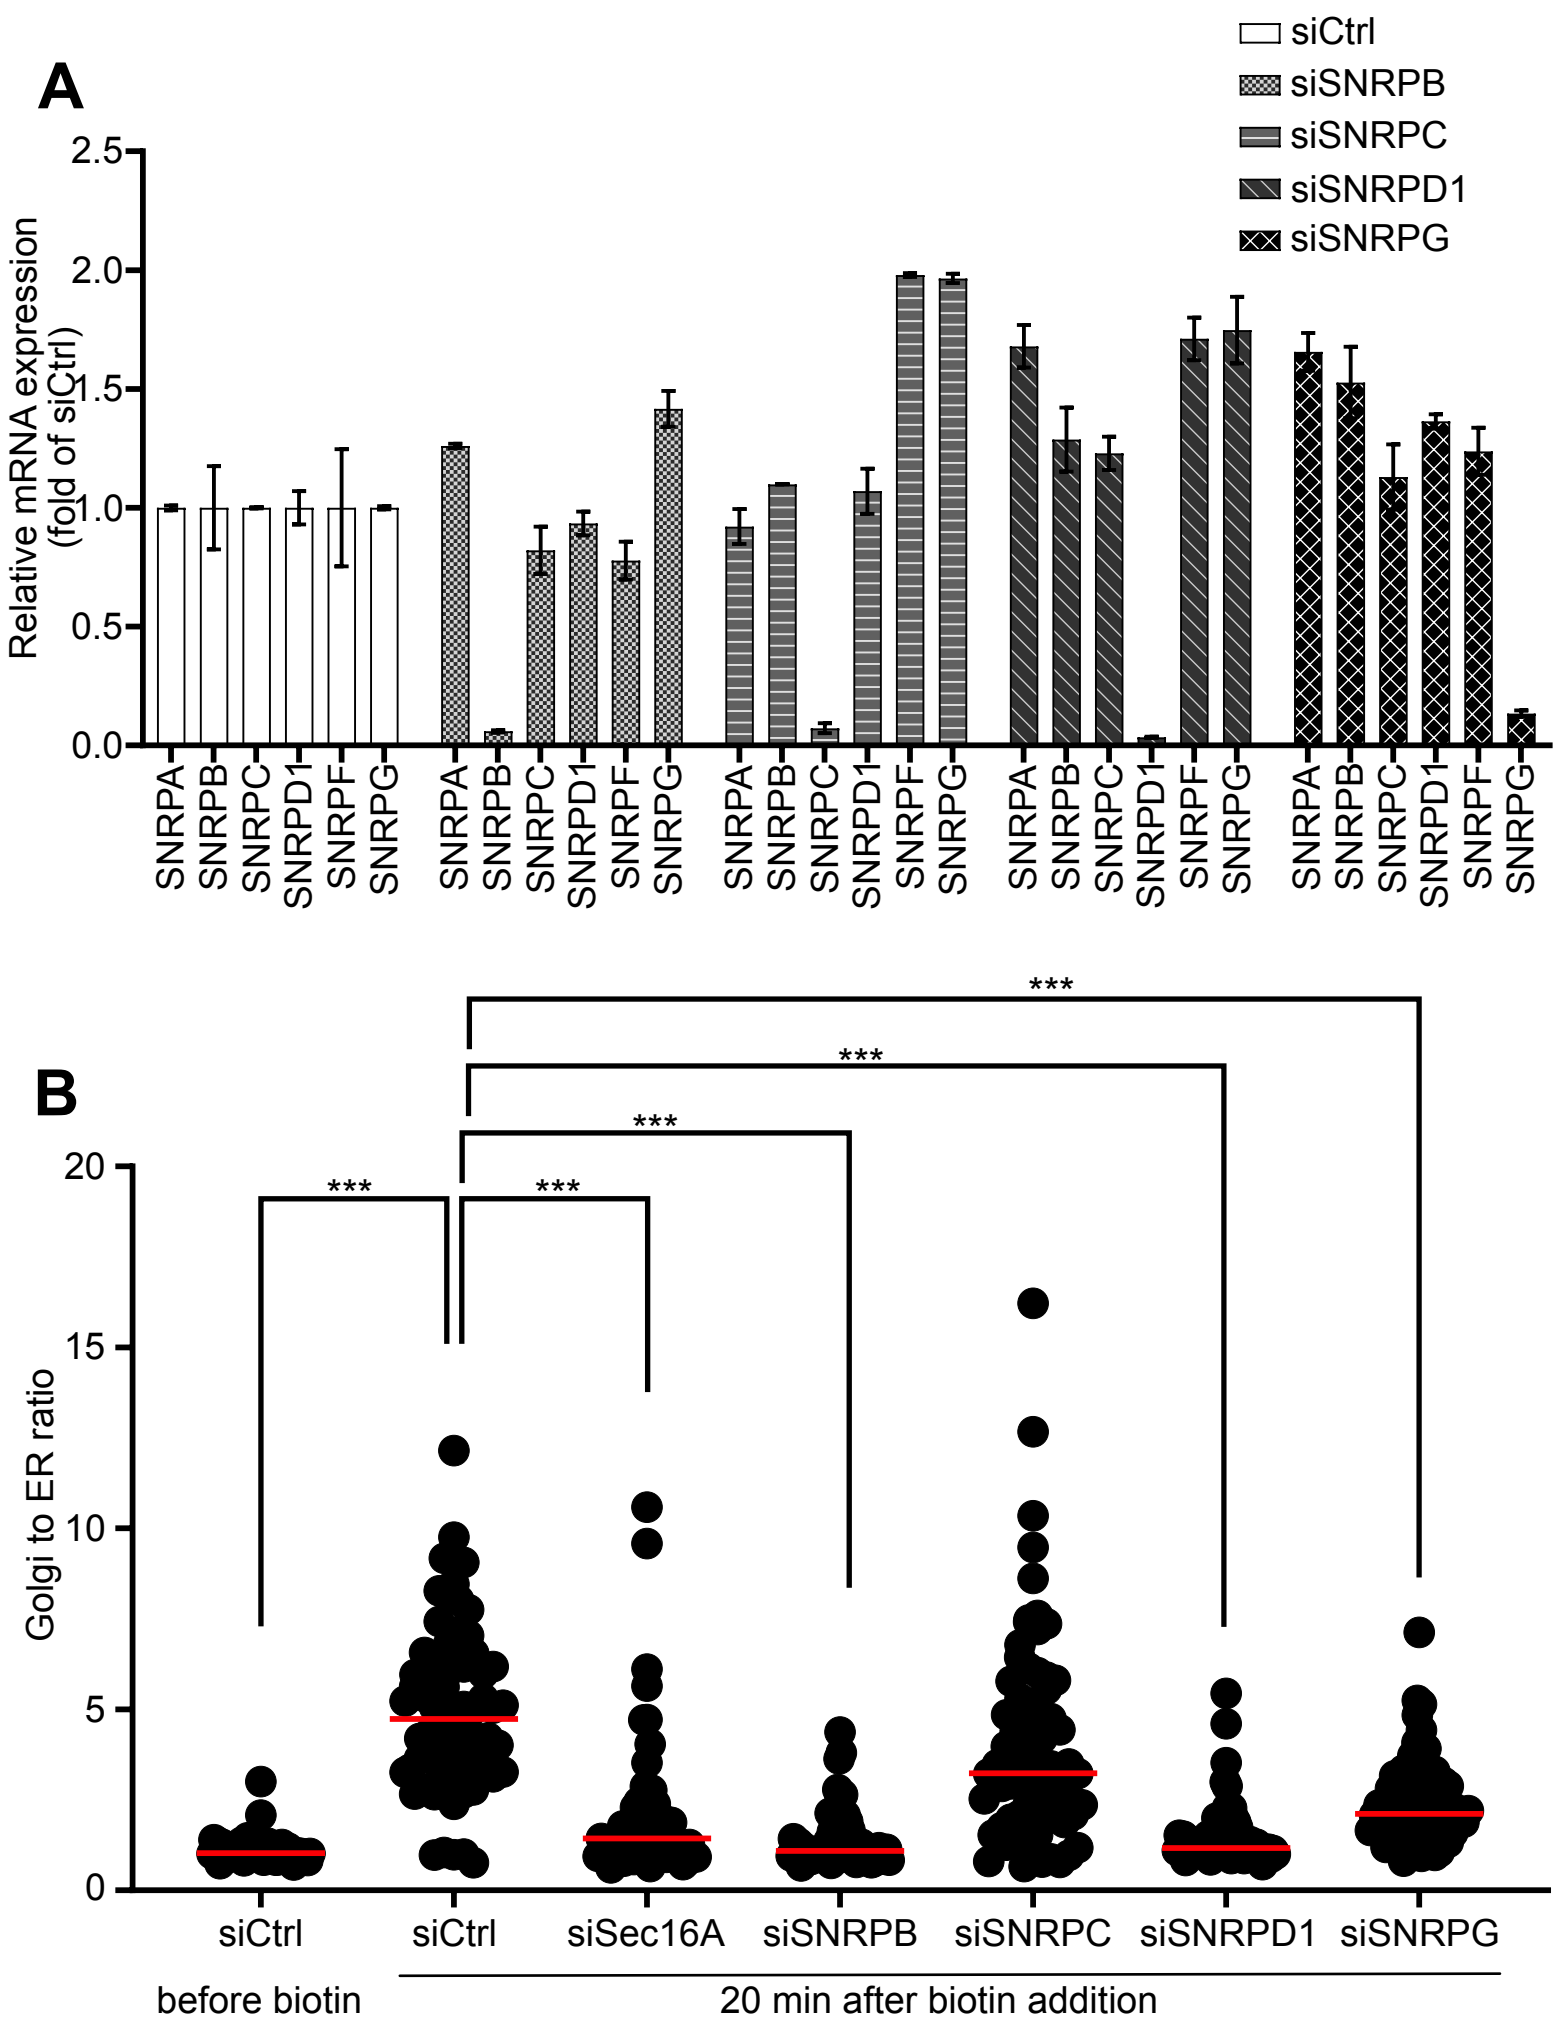 siCtrl
siSNRPB
siSNRPC
siSNRPD1
siSNRPG
A
Relative mRNA expression
(fold of siCtrl)
2.5
2.0
1.5
1.0
0.5
0.0
SNRPA SNRPB SNRPC SNRPD1 SNRPF SNRPG SNRPA SNRPB SNRPC SNRPD1 SNRPF SNRPG SNRPA SNRPB SNRPC SNRPD1 SNRPF SNRPG SNRPA SNRPB SNRPC SNRPD1 SNRPF SNRPG SNRPA SNRPB SNRPC SNRPD1 SNRPF SNRPG
B
***
***
***
*** ***
Golgi to ER ratio
20
15
10
5
0
siCtrl siCtrl siSec16A siSNRPB siSNRPC siSNRPD1 siSNRPG
before biotin 20 min after biotin addition